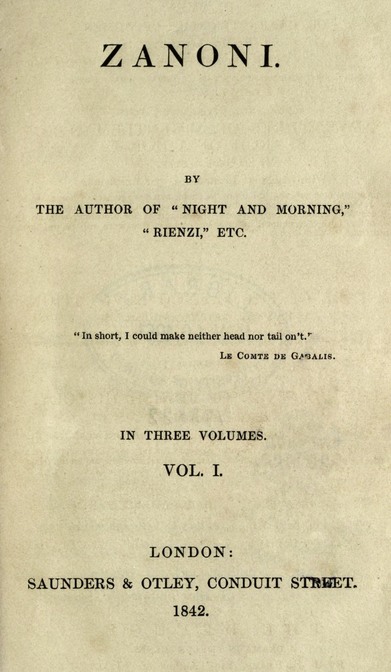 ZANONI.
BY
THE AUTHOR OF “NIGHT AND MORNING,”
“RIENZI,” ETC.
“In short, I could make neither head nor tail on't.”
LE COMTE DE GABALIS.
IN THREE VOLUMES.
VOL. I.
LONDON:
SAUNDERS & OTLEY, CONDUIT STREET.
1842.